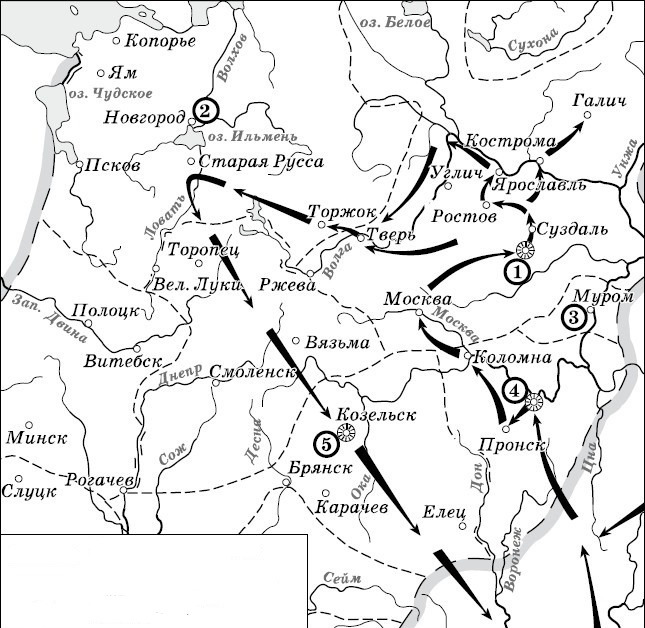 оз. Белое
Сухона
Копорье
Волхов
Ям
оз. Чудское
Галич
2
Новгород
оз. Ильмень
Кострома
Унжа
Псков
Старая Русса
Углич
Ярославль
Ловать
Торжок
Ростов
Суздаль
Тверь
Торопец
Волга
1
Вел. Луки
Ржева
Зап. Двина
Москва
Муром
Полоцк
Москва
3
Вязьма
Витебск
Коломна
Днепр
Смоленск
4
Козельск
Минск
Сож
Десна
5
Пронск
Цна
Брянск
Слуцк
Рогачев
Ока
Дон
Карачев
Елец
Воронеж
Сейм